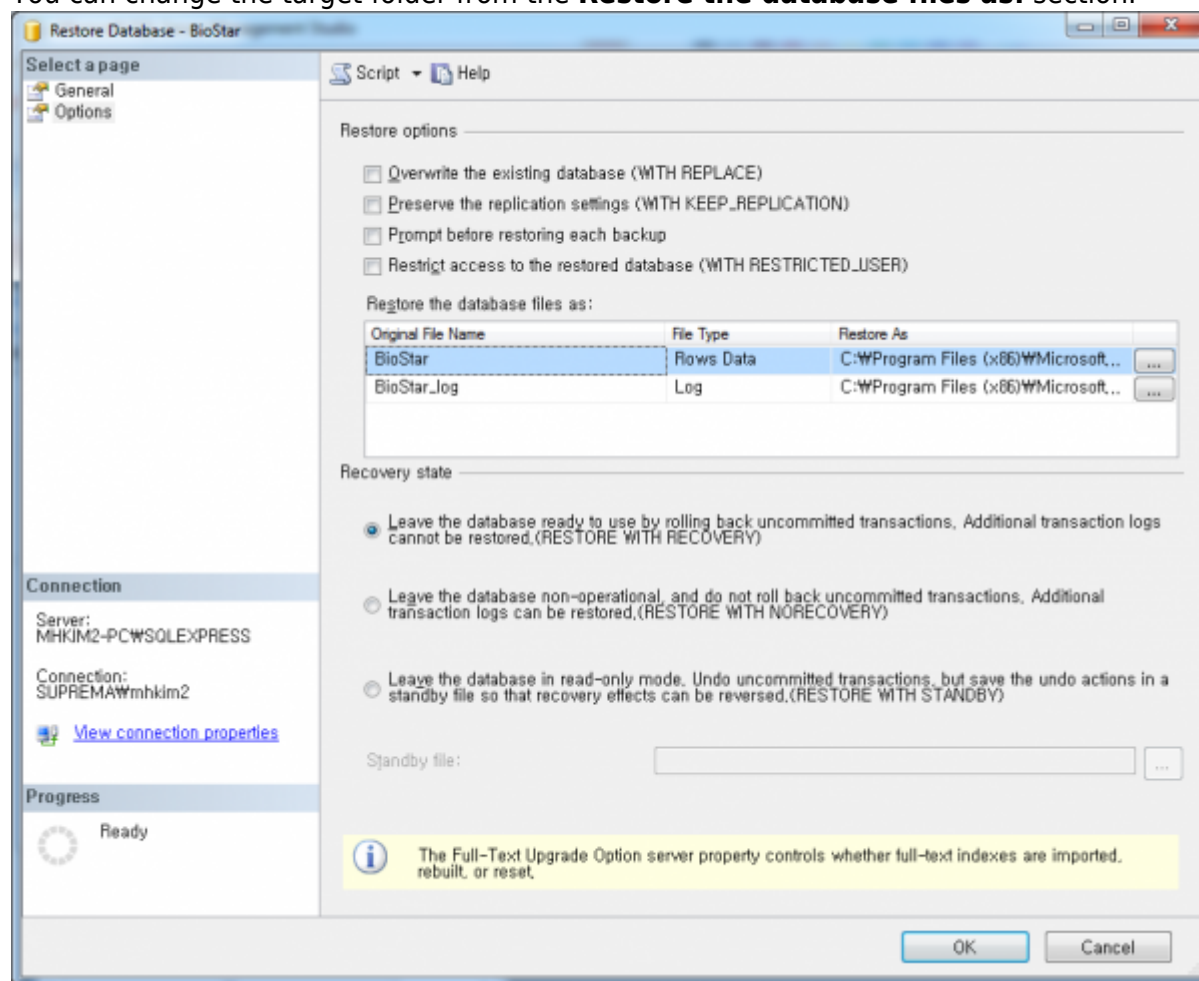 You can change the target folder from the Restore the database files as: section.
Restore Database - BioStar
Select a page
General
Options
Script
Help
Restore options
Overwrite the existing database (WITH REPLACE)
Preserve the replication settings (WITH KEEP_REPLICATION)
Prompt before restoring each backup
Restrict access to the restored database (WITH RESTRICTED_USER)
Restore the database files as:
Original File Name File Type Restore As
BioStar Rows Data C:₩Program Files (x86)₩Microsoft... ...
BioStar_log Log C:₩Program Files (x86)₩Microsoft... ...
Recovery state
Leave the database ready to use by rolling back uncommitted transactions. Additional transaction logs
cannot be restored.(RESTORE WITH RECOVERY)
Leave the database non-operational, and do not roll back uncommitted transactions. Additional
transaction logs can be restored.(RESTORE WITH NORECOVERY)
Leave the database in read-only mode. Undo uncommitted transactions, but save the undo actions in a
standby file so that recovery effects can be reversed.(RESTORE WITH STANDBY)
Standby file: ...
Connection
Server:
MHKIM2-PC₩SQLEXPRESS
Connection:
SUPREMA₩mhkim2
View connection properties
Progress
Ready
The Full-Text Upgrade Option server property controls whether full-text indexes are imported,
rebuilt, or reset.
OK Cancel